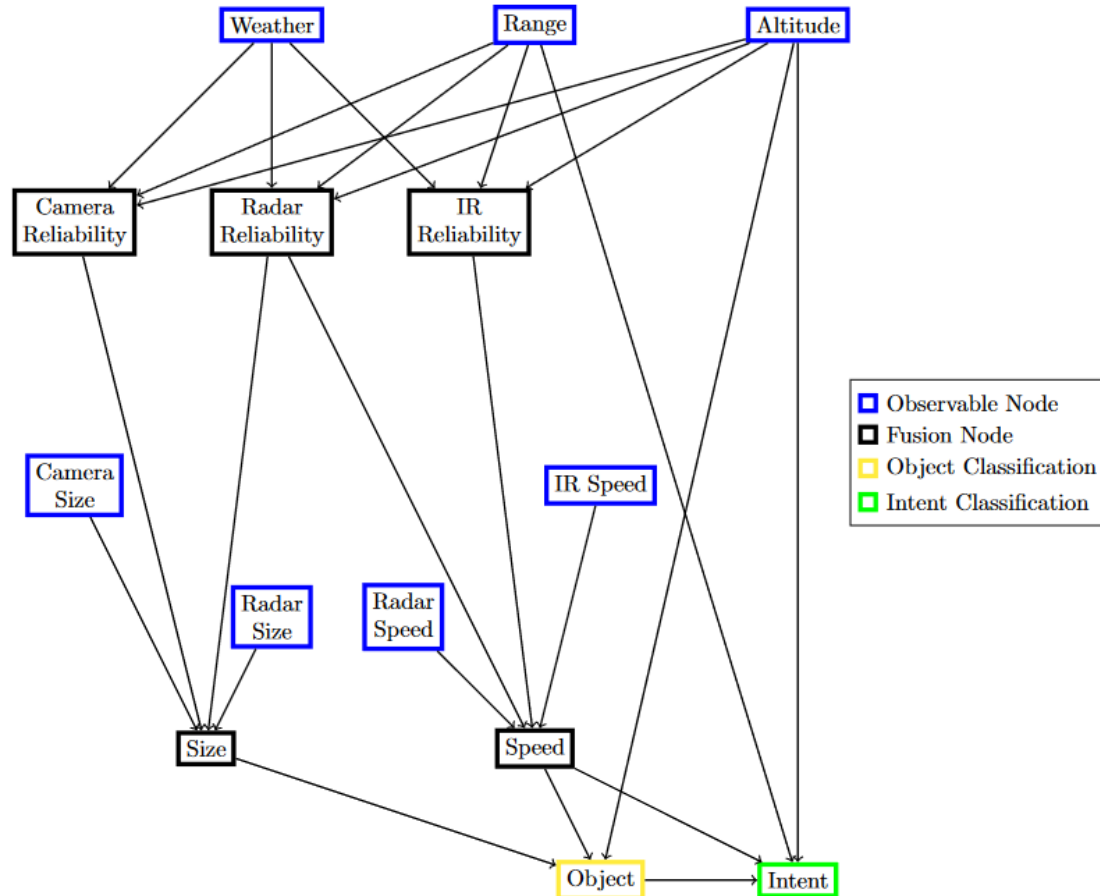 Weather
Range
Altitude
Camera
Reliability
Radar
Reliability
IR
Reliability
Observable Node
Fusion Node
Object Classification
Intent Classification
Camera
Size
IR Speed
Radar
Size
Radar
Speed
Size
Speed
Object
Intent